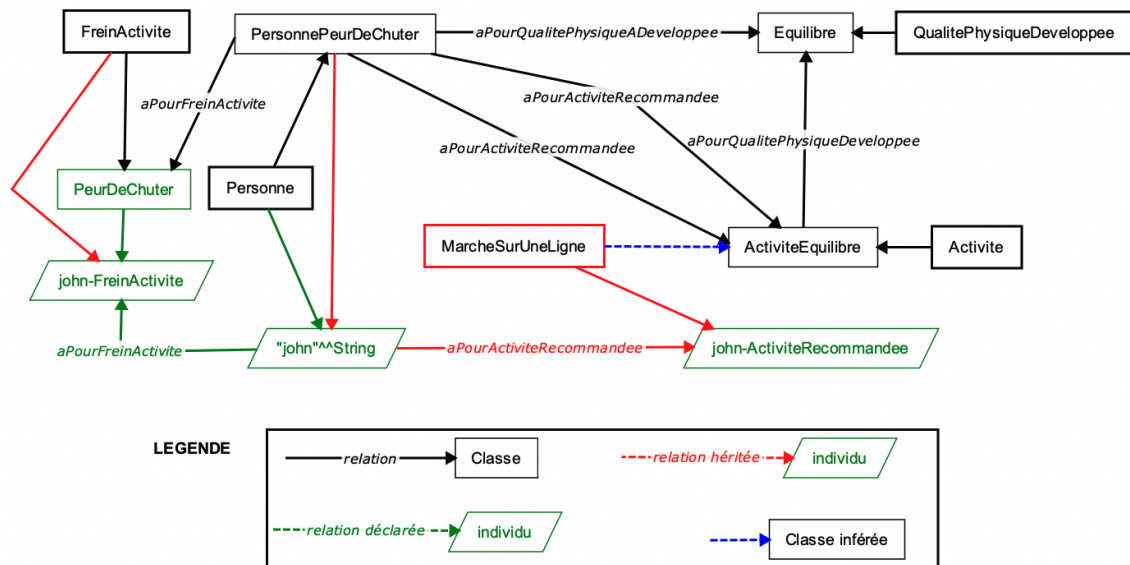 FreinActivite
PersonnePeurDeChuter
aPourQualitePhysiqueADeveloppee
Equilibre
QualitePhysiqueDeveloppee
aPourFreinActivite
aPourActiviteRecommandee
aPourActiviteRecommandee
aPourQualitePhysiqueDeveloppee
PeurDeChuter
Personne
MarcheSurUneLigne
ActiviteEquilibre
Activite
john-FreinActivite
aPourFreinActivite
"john"^^String
aPourActiviteRecommandee
john-ActiviteRecommandee
LEGENDE
relation
Classe
relation héritée
individu
relation déclarée
individu
Classe inférée